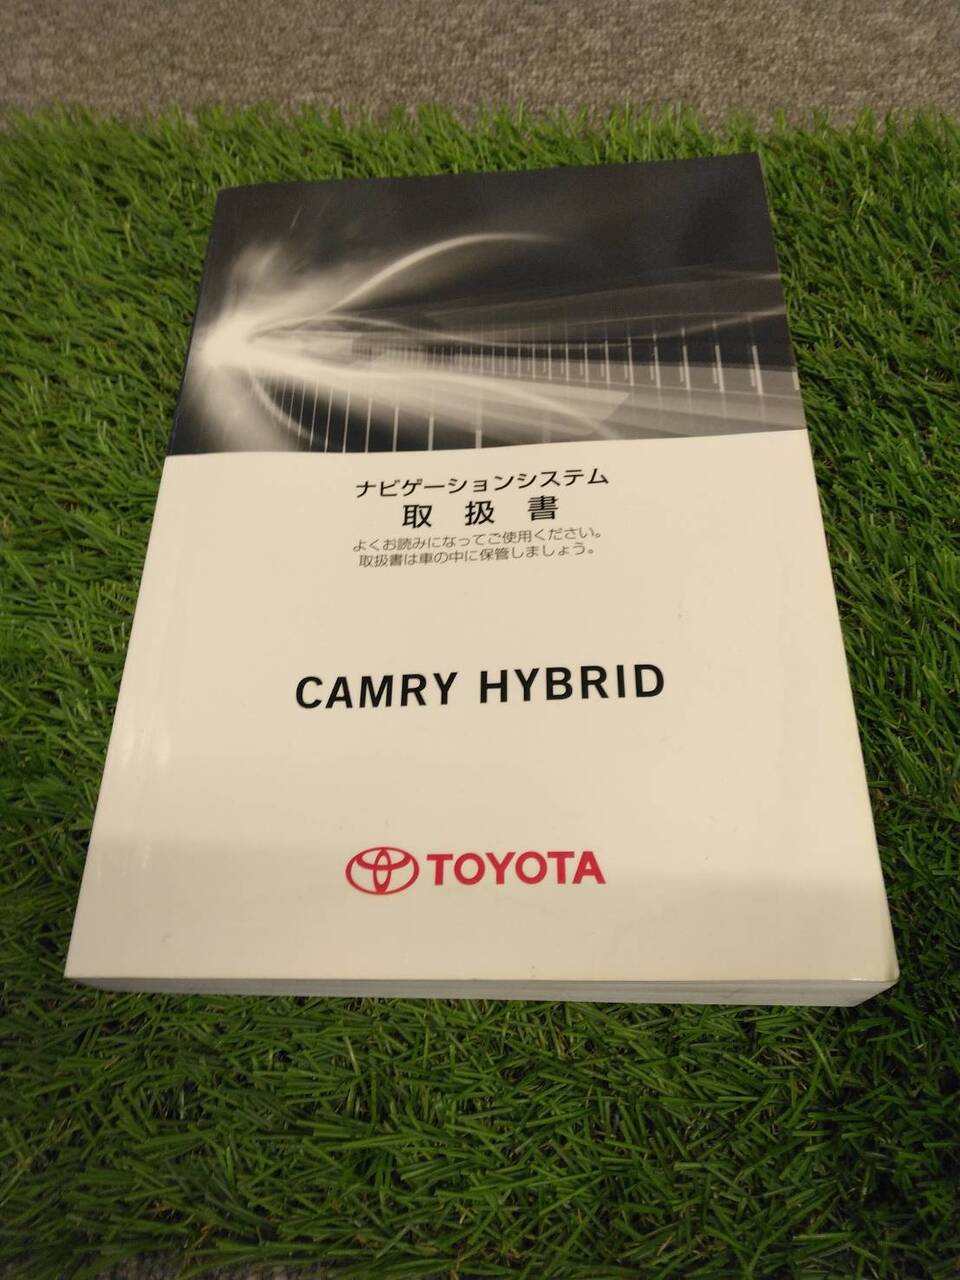 ナビゲーションシステム
取扱書
よくお読みになってご使用ください。
取扱書は車の中に保管しましょう。
CAMRY HYBRID
TOYOTA